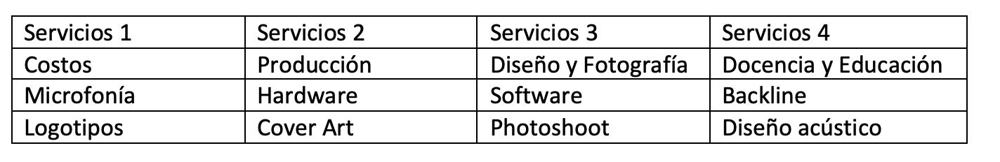 Servicios 1 Servicios 2 Servicios 3 Servicios 4
Costos Producción Diseño y Fotografía Docencia y Educación
Microfonía Hardware Software Backline
Logotipos Cover Art Photoshoot Diseño acústico